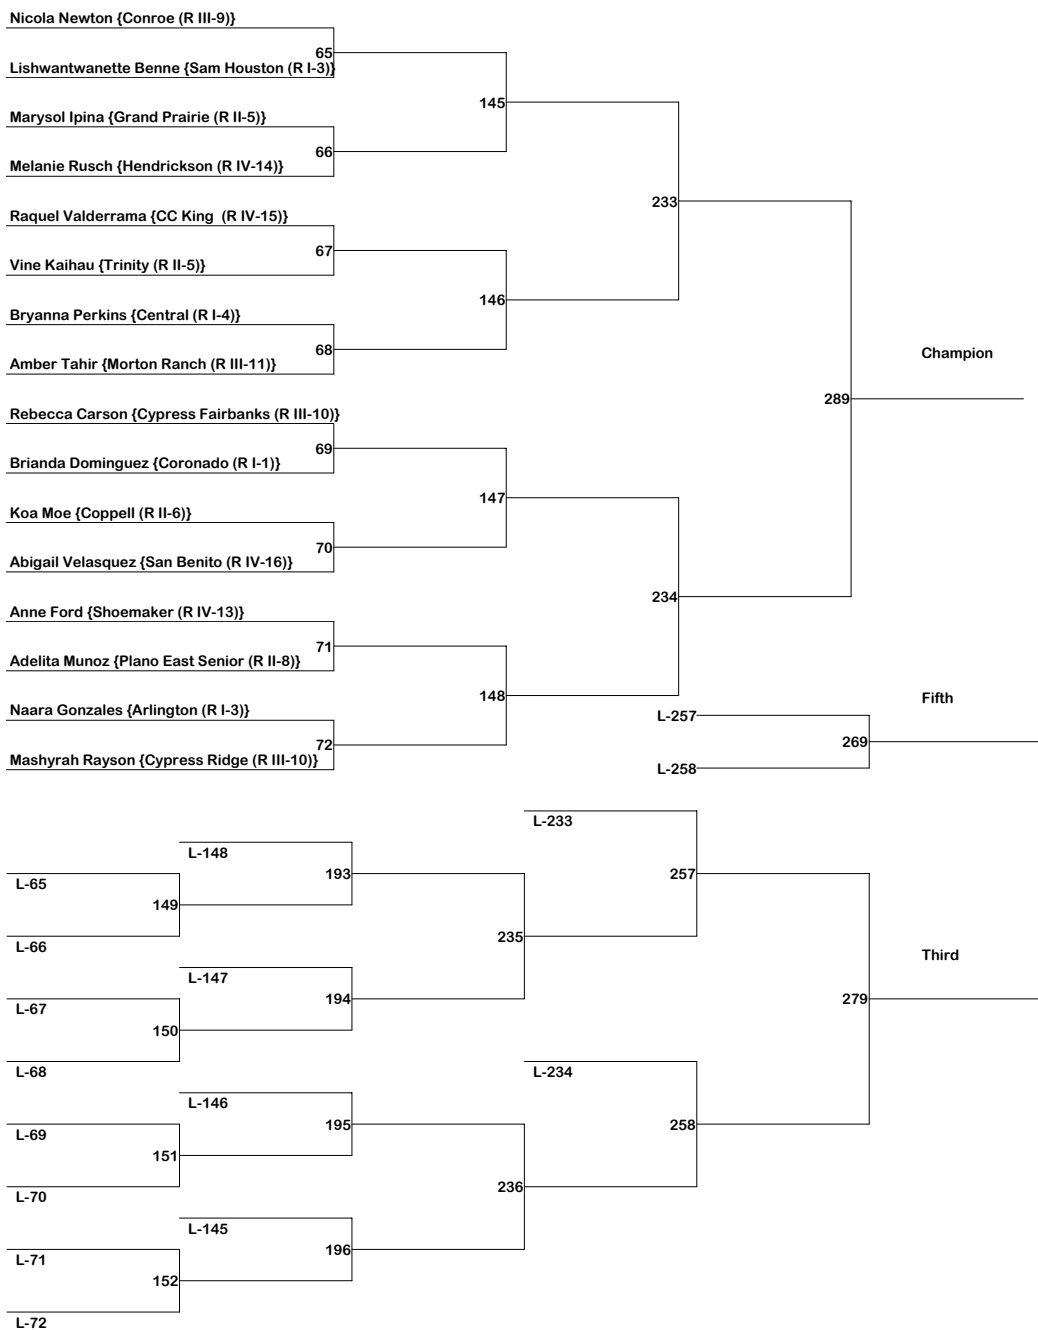 Nicola Newton {Conroe (R III-9)}
65
Lishwantwanette Benne {Sam Houston (R I-3)}
145
Marysol Ipina {Grand Prairie (R II-5)}
66
Melanie Rusch {Hendrickson (R IV-14)}
233
Raquel Valderrama {CC King  (R IV-15)}
67
Vine Kaihau {Trinity (R II-5)}
146
Bryanna Perkins {Central (R I-4)}
68
Amber Tahir {Morton Ranch (R III-11)}
Champion
289
Rebecca Carson {Cypress Fairbanks (R III-10)}
69
Brianda Dominguez {Coronado (R I-1)}
147
Koa Moe {Coppell (R II-6)}
70
Abigail Velasquez {San Benito (R IV-16)}
234
Anne Ford {Shoemaker (R IV-13)}
71
Adelita Munoz {Plano East Senior (R II-8)}
148
Naara Gonzales {Arlington (R I-3)}
72
Mashyrah Rayson {Cypress Ridge (R III-10)}
Fifth
L-257
269
L-258
L-233
L-148
193
257
L-65
149
235
L-66
L-147
194
Third
279
L-67
150
L-68
L-234
L-146
195
258
L-69
151
236
L-70
L-145
196
L-71
152
L-72